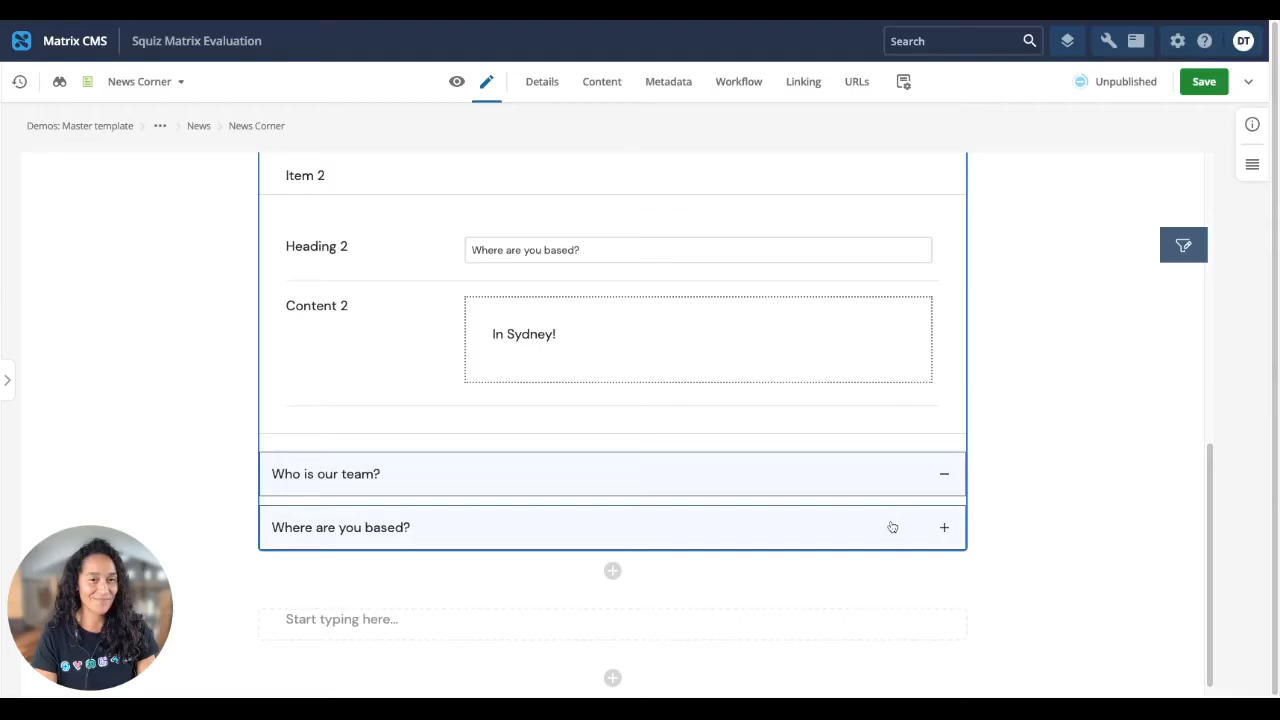 Matrix CMS Squiz Matrix Evaluation Search DT
News Corner Details Content Metadata Workflow Linking URLs Unpublished Save
Demos: Master template ••• News News Corner
Item 2
Heading 2 Where are you based?
Content 2
In Sydney!
Who is our team?
Where are you based?
Start typing here...